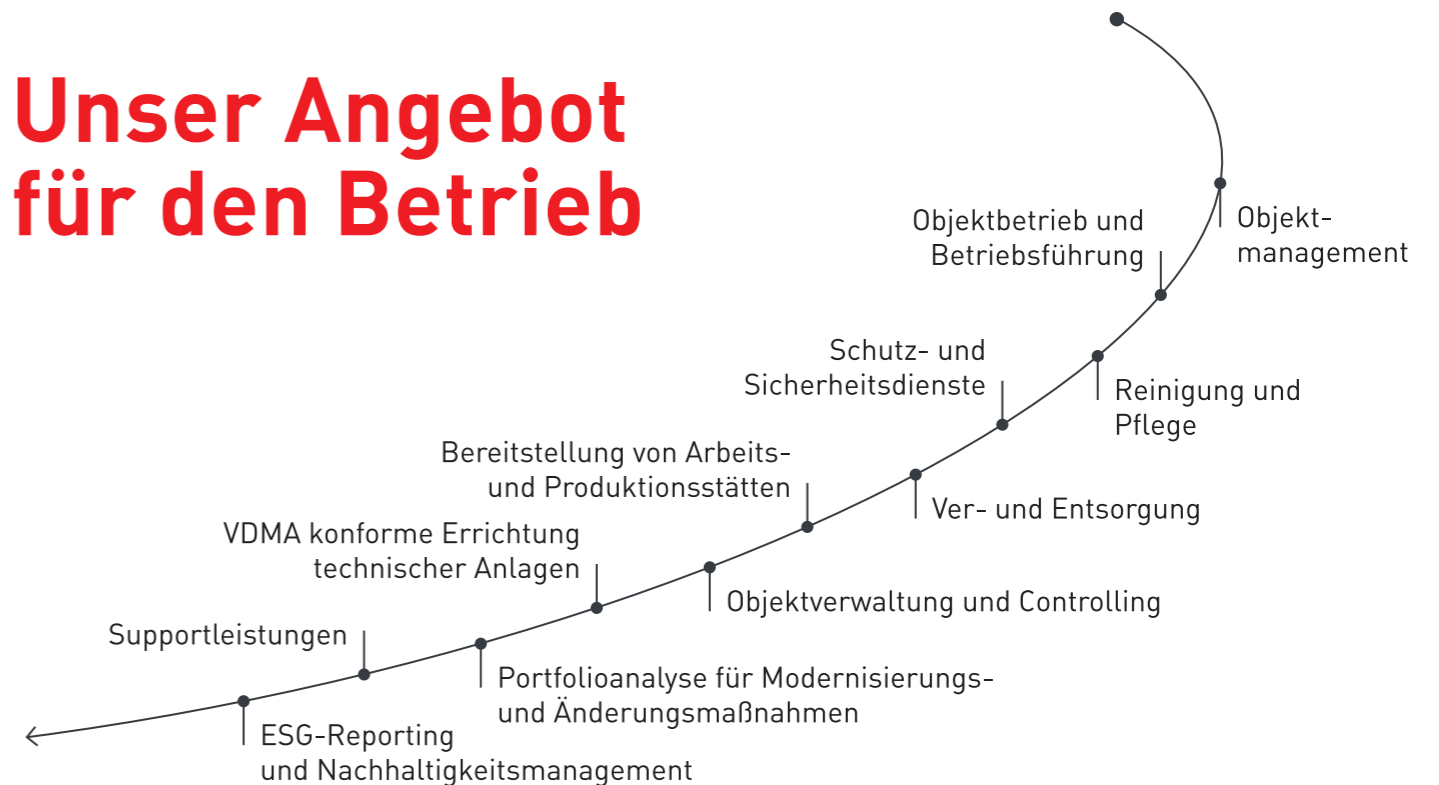 Unser Angebot
für den Betrieb
Objekt-
management
Objektbetrieb und
Betriebsführung
Reinigung und
Pflege
Schutz- und
Sicherheitsdienste
Ver- und Entsorgung
Bereitstellung von Arbeits-
und Produktionsstätten
Objektverwaltung und Controlling
VDMA konforme Errichtung
technischer Anlagen
Portfolioanalyse für Modernisierungs-
und Änderungsmaßnahmen
Supportleistungen
ESG-Reporting
und Nachhaltigkeitsmanagement